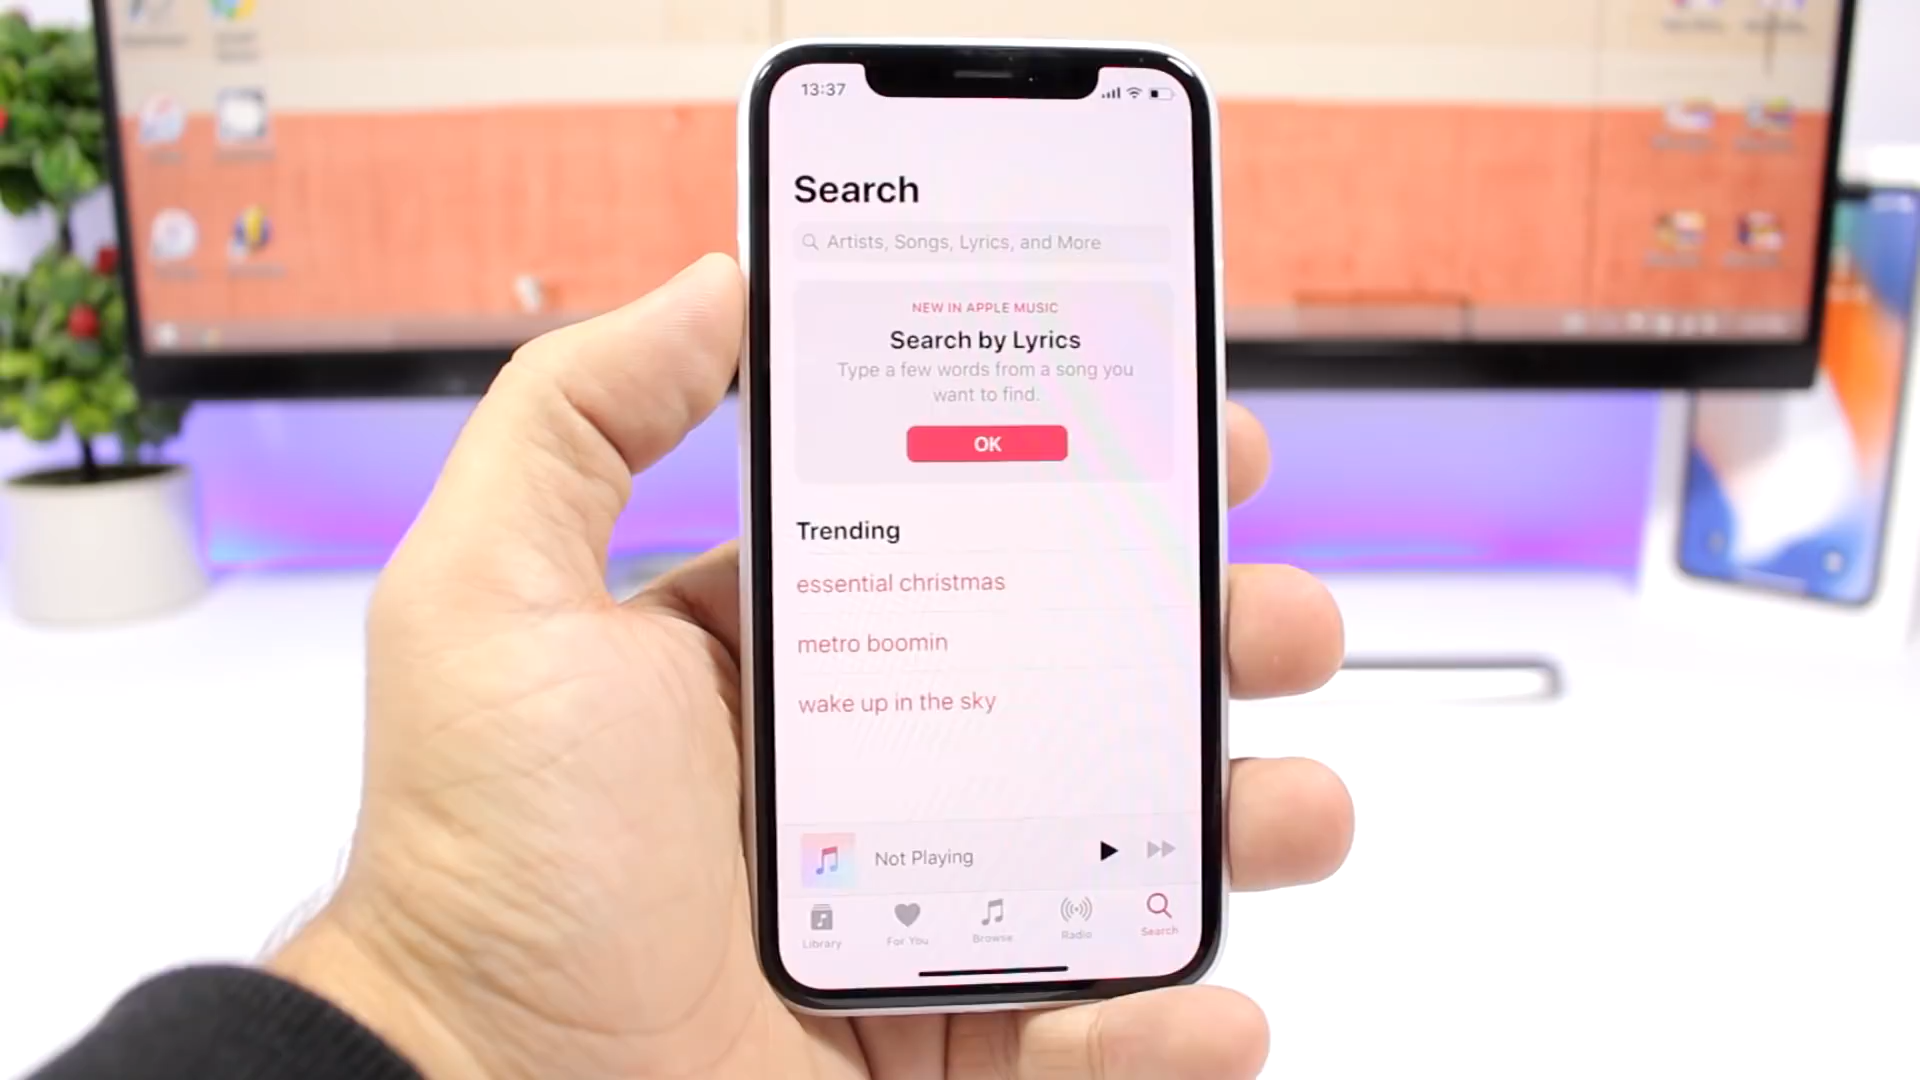 13:37
Search
Artists, Songs, Lyrics, and More
NEW IN APPLE MUSIC
Search by Lyrics
Type a few words from a song you
want to find.
OK
Trending
essential christmas
metro boomin
wake up in the sky
Not Playing
Library
For You
Browse
Radio
Search